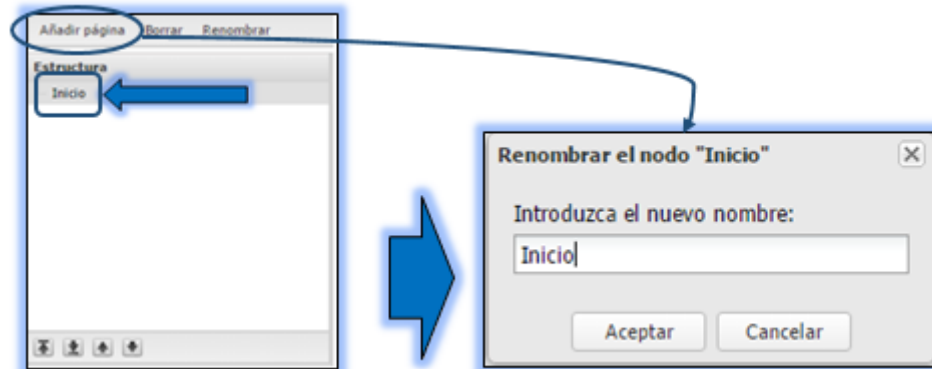 Añadir página Borrar Renombrar
Estructura
Inicio
Renombrar el nodo "Inicio"
Introduzca el nuevo nombre:
Inicio
Aceptar Cancelar